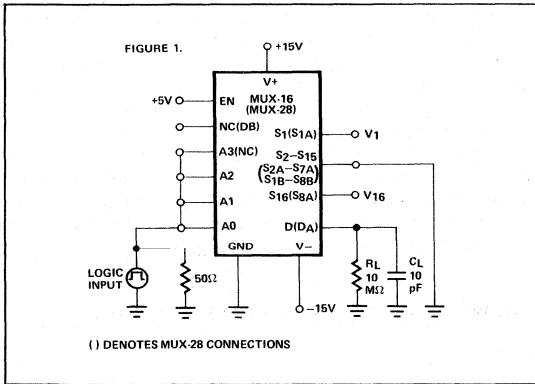 FIGURE 1.
+15V
V+
+5V
EN
MUX-16
(MUX-28)
NC(DB)
S1(S1A)
V1
A3(NC)
S2–S15
(S2A–S7A)
(S1B–S8B)
A2
A1
S16(S8A)
V16
A0
D(DA)
GND
V–
LOGIC
INPUT
50Ω
RL
10
MΩ
CL
10
pF
–15V
( ) DENOTES MUX-28 CONNECTIONS